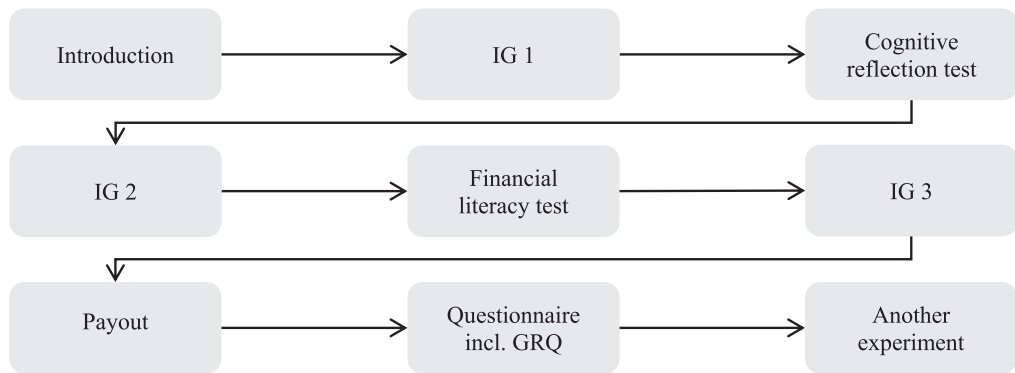 Introduction
IG 1
Cognitive
reflection test
IG 2
Financial
literacy test
IG 3
Payout
Questionnaire
incl. GRQ
Another
experiment